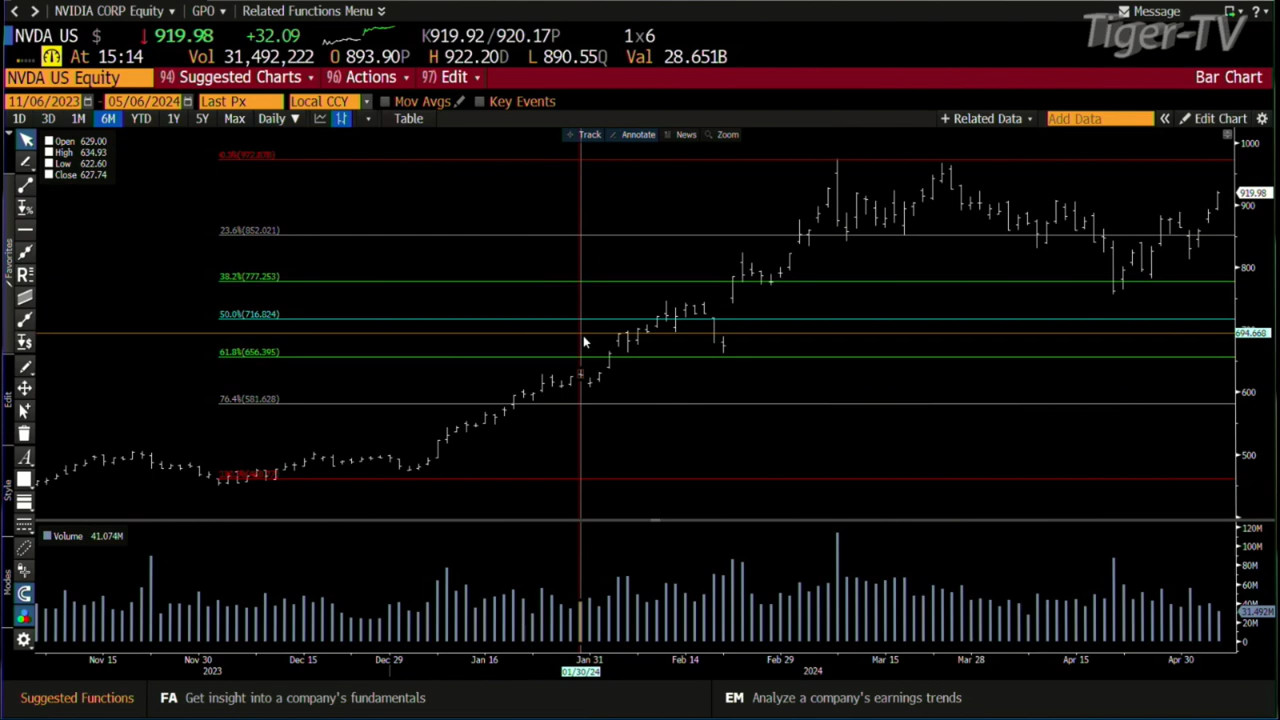 NVIDIA CORP Equity GPO Related Functions Menu Message
Tiger-TV
NVDA US $ 919.98 +32.09 K919.92/920.17P 1x6
At 15:14 Vol 31,492,222 O 893.90P H 922.20D L 890.55Q Val 28.651B
NVDA US Equity 94) Suggested Charts 96) Actions 97) Edit Bar Chart
11/06/2023 - 05/06/2024 Last Px Local CCY Mov Avgs Key Events
1D 3D 1M 6M YTD 1Y 5Y Max Daily Table + Related Data Add Data Edit Chart
Track Annotate News Zoom
Open 629.00
High 634.93
Low 622.60
Close 627.74
1000
919.98
900
23.6%(852.021)
800
38.2%(777.253)
50.0%(716.824)
694.668
61.8%(656.395)
600
76.4%(581.628)
500
Favorites
Edit
Style
Modes
Volume 41.074M
120M
100M
80M
60M
31.492M
20M
0
Nov 15 Nov 30 Dec 15 Dec 29 Jan 16 Jan 31 Feb 14 Feb 29 Mar 15 Mar 28 Apr 15 Apr 30
2023 01/30/24 2024
Suggested Functions FA Get insight into a company's fundamentals EM Analyze a company's earnings trends